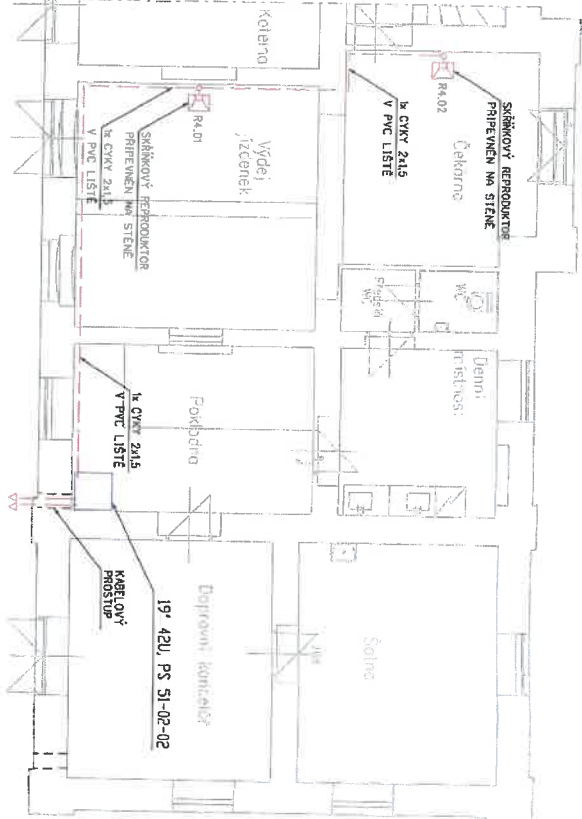 SKŘÍŇKOVÝ REPRODUKTOR
PŘIPEVNĚN NA STĚNĚ
R4.02
Čekárna
1x CYKY 2x1,5
V PVC LIŠTĚ
WC
Předsíň
WC
Denní
místnost
Šatna
Kotelna
R4.01
Výdej
jízdenek
SKŘÍŇKOVÝ REPRODUKTOR
PŘIPEVNĚN NA STĚNĚ
1x CYKY 2x1,5
V PVC LIŠTĚ
Pokladna
1x CYKY 2x1,5
V PVC LIŠTĚ
Dopravní kancelář
19" 42U, PS 51-02-02
KABELOVÝ
PROSTUP